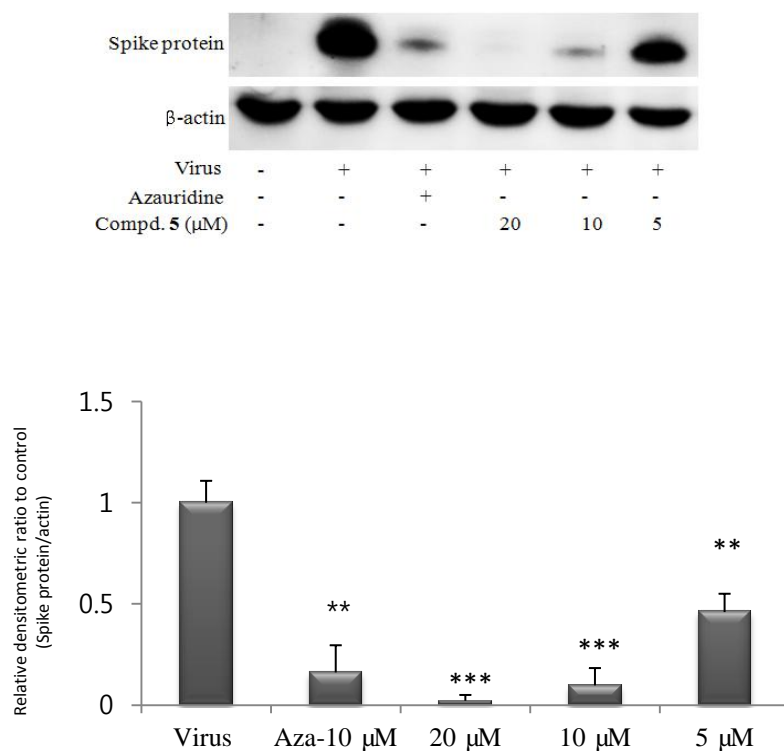 Spike protein
β-actin
Virus - + + + + +
Azauridine - - + - - -
Compd. 5 (μM) - - - 20 10 5
Relative densitometric ratio to control
(Spike protein/actin)
1.5
1
0.5
0
**
***
***
**
Virus Aza-10 μM 20 μM 10 μM 5 μM